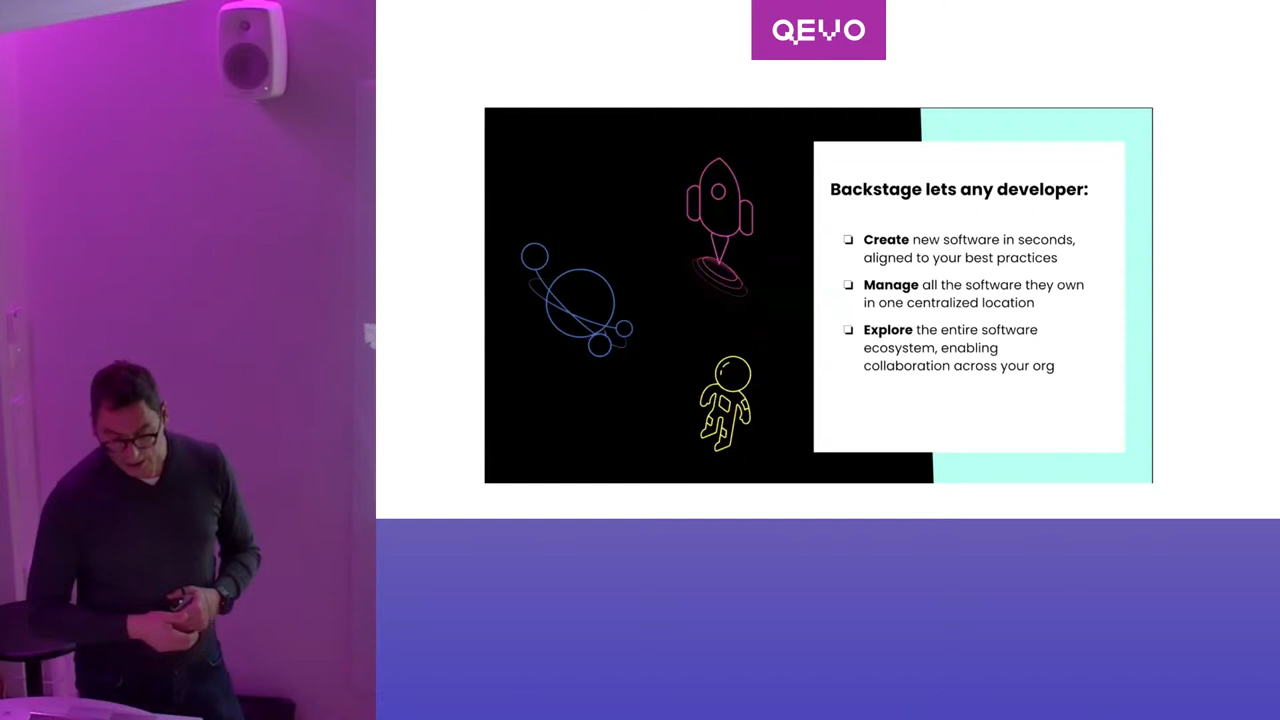 QEVO
Backstage lets any developer:
❏ Create new software in seconds,
aligned to your best practices
❏ Manage all the software they own
in one centralized location
❏ Explore the entire software
ecosystem, enabling
collaboration across your org